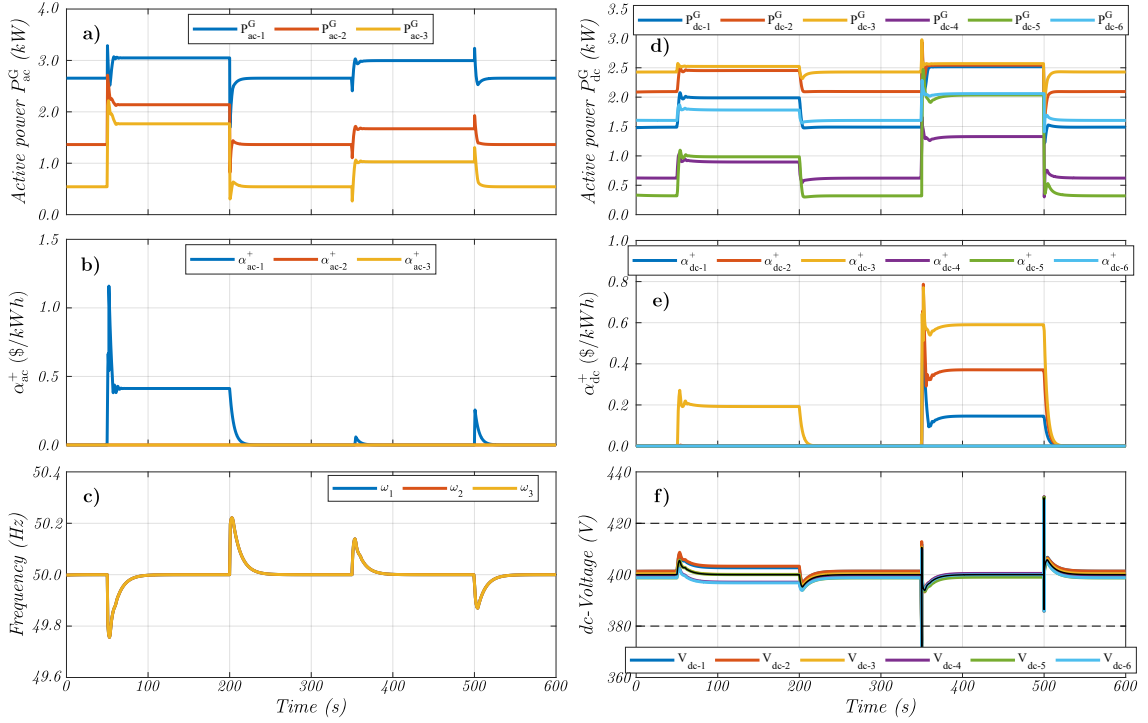 a)
P^G_ac-1 P^G_ac-2 P^G_ac-3
Active power P^G_ac (kW)
4.0
3.0
2.0
1.0
0.0
d)
P^G_dc-1 P^G_dc-2 P^G_dc-3 P^G_dc-4 P^G_dc-5 P^G_dc-6
Active power P^G_dc (kW)
3.5
3.0
2.5
2.0
1.5
1.0
0.5
0.0
b)
α^+_ac-1 α^+_ac-2 α^+_ac-3
α^+_ac ($/kWh)
1.5
1.0
0.5
0.0
e)
α^+_dc-1 α^+_dc-2 α^+_dc-3 α^+_dc-4 α^+_dc-5 α^+_dc-6
α^+_dc ($/kWh)
1.0
0.8
0.6
0.4
0.2
0.0
c)
ω_1 ω_2 ω_3
Frequency (Hz)
50.4
50.2
50.0
49.8
49.6
0 100 200 300 400 500 600
Time (s)
f)
dc-Voltage (V)
440
420
400
380
360
V_dc-1 V_dc-2 V_dc-3 V_dc-4 V_dc-5 V_dc-6
0 100 200 300 400 500 600
Time (s)